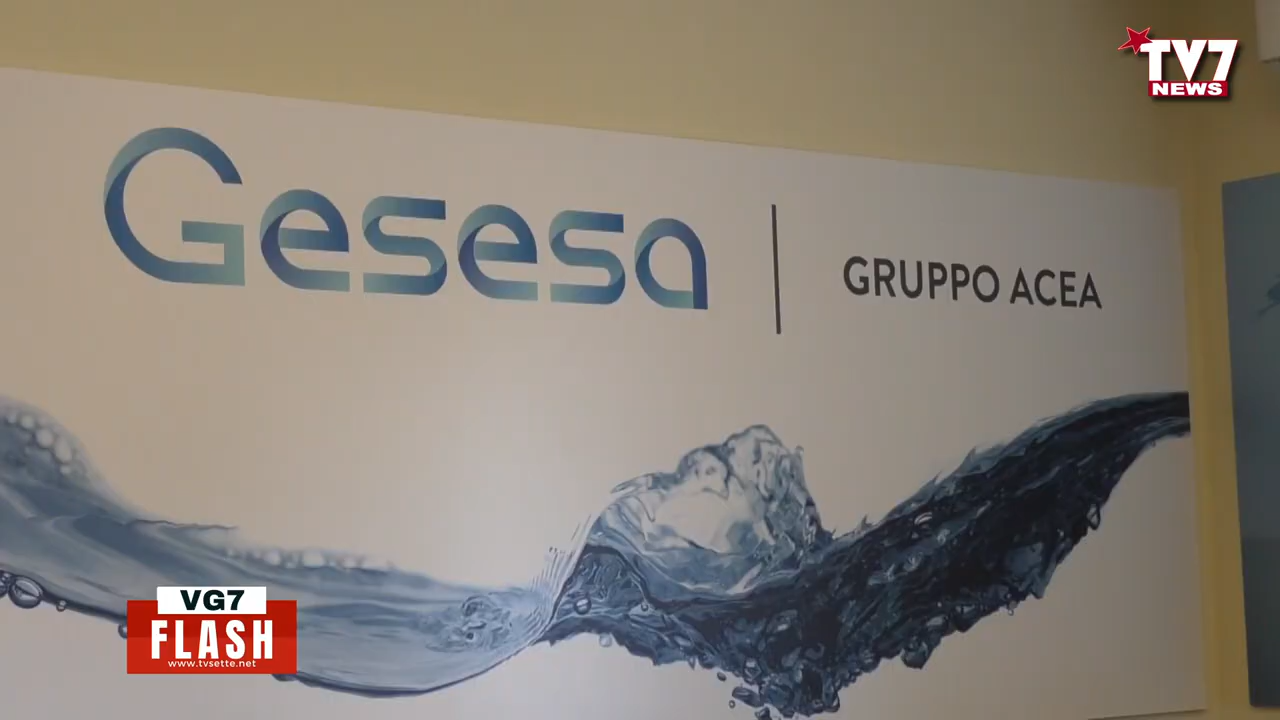 TV7
NEWS
Gesesa
GRUPPO ACEA
VG7
FLASH
www.tvsette.net